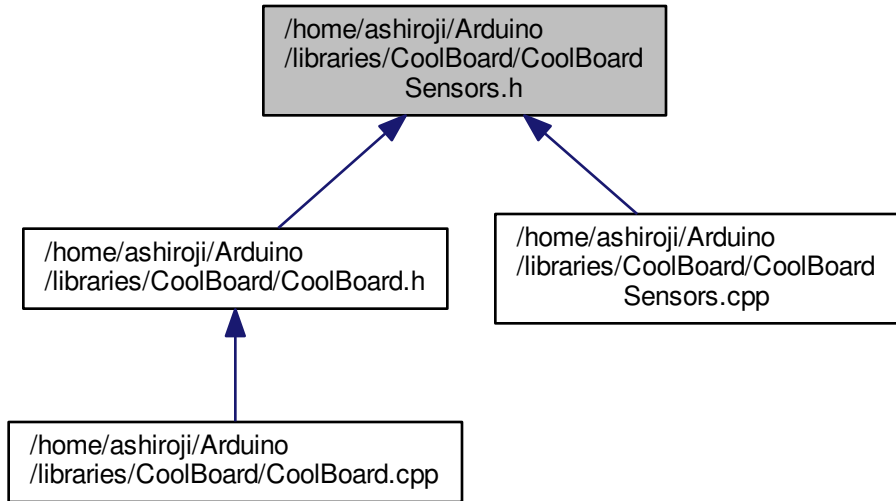 /home/ashiroji/Arduino
/libraries/CoolBoard/CoolBoard
Sensors.h
/home/ashiroji/Arduino
/libraries/CoolBoard/CoolBoard.h
/home/ashiroji/Arduino
/libraries/CoolBoard/CoolBoard
Sensors.cpp
/home/ashiroji/Arduino
/libraries/CoolBoard/CoolBoard.cpp